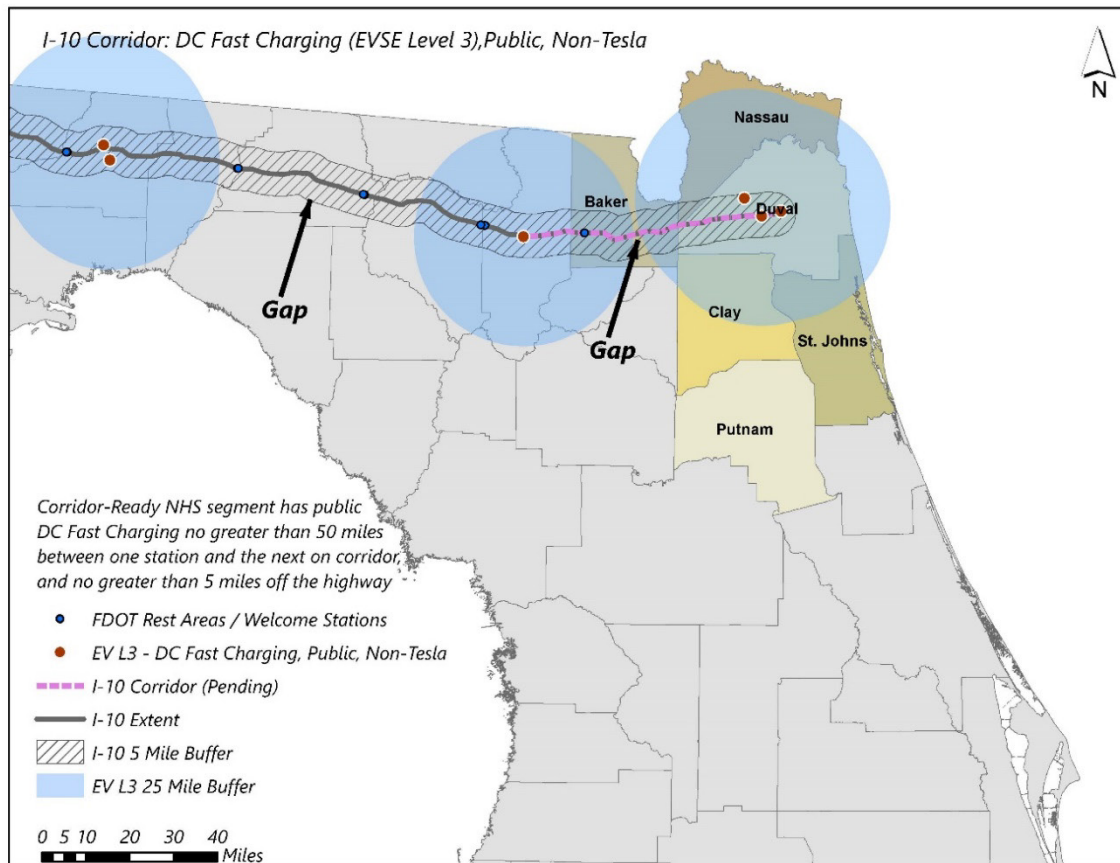 I-10 Corridor: DC Fast Charging (EVSE Level 3),Public, Non-Tesla
N
Nassau
Baker
Duval
Gap
Gap
Clay
St. Johns
Putnam
Corridor-Ready NHS segment has public
DC Fast Charging no greater than 50 miles
between one station and the next on corridor,
and no greater than 5 miles off the highway
FDOT Rest Areas / Welcome Stations
EV L3 - DC Fast Charging, Public, Non-Tesla
I-10 Corridor (Pending)
I-10 Extent
I-10 5 Mile Buffer
EV L3 25 Mile Buffer
0 5 10 20 30 40
Miles